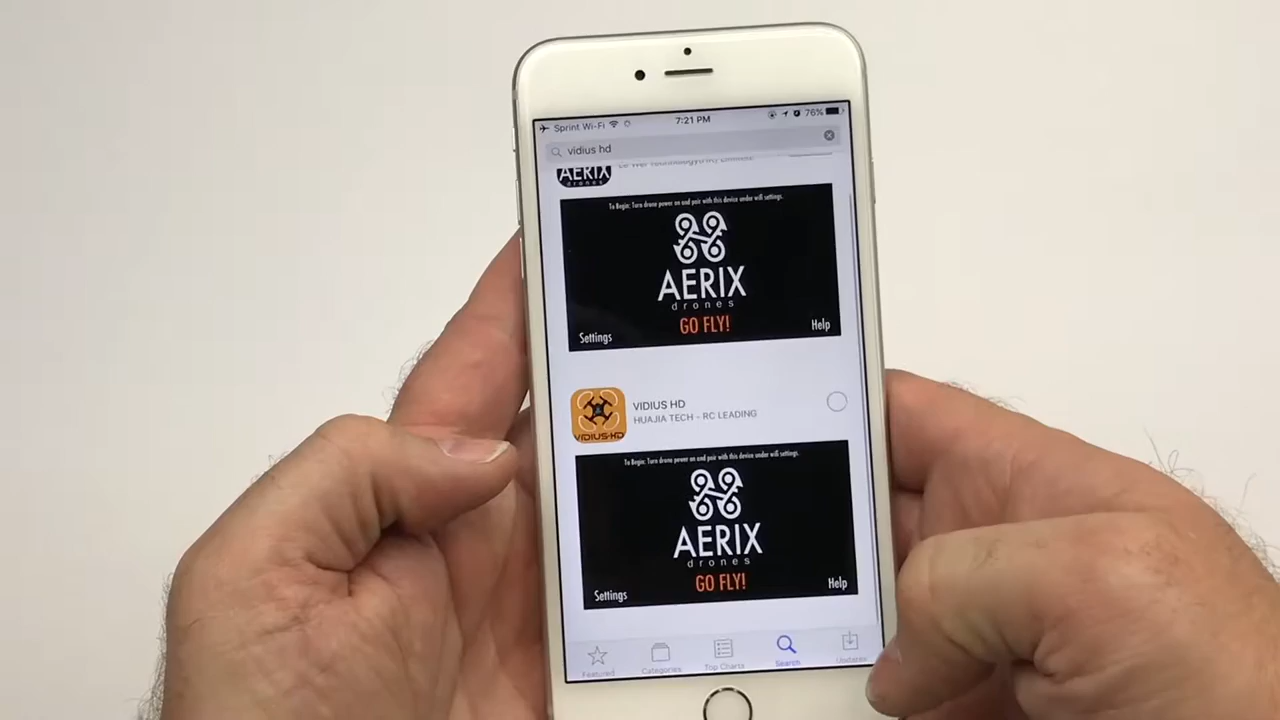 Sprint Wi-Fi 7:21 PM 76%
vidius hd
AERIX
drones
To Begin: Turn drone power on and pair with this device under wifi settings.
AERIX
drones
GO FLY!
Settings Help
VIDIUS HD
HUAJIA TECH - RC LEADING
VIDIUS-HD
To Begin: Turn drone power on and pair with this device under wifi settings.
AERIX
drones
GO FLY!
Settings Help
Featured Categories Top Charts Search Updates